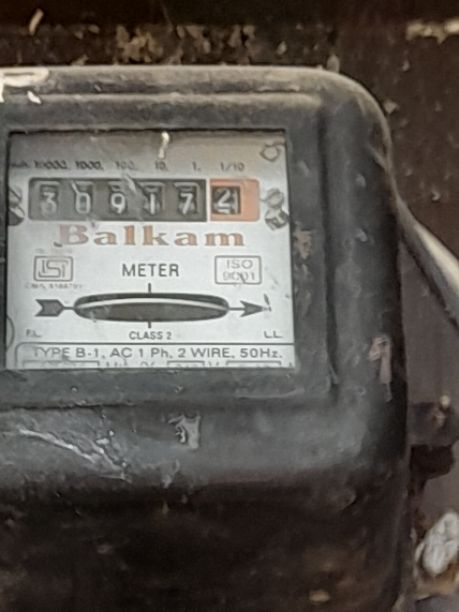 10000, 1000, 100, 10, 1, 1/10
3 0 9 1 7
Balkam
ISI
METER
ISO
9001
F.L.
CLASS 2
L.L.
TYPE B-1, AC 1 Ph, 2 WIRE, 50Hz.